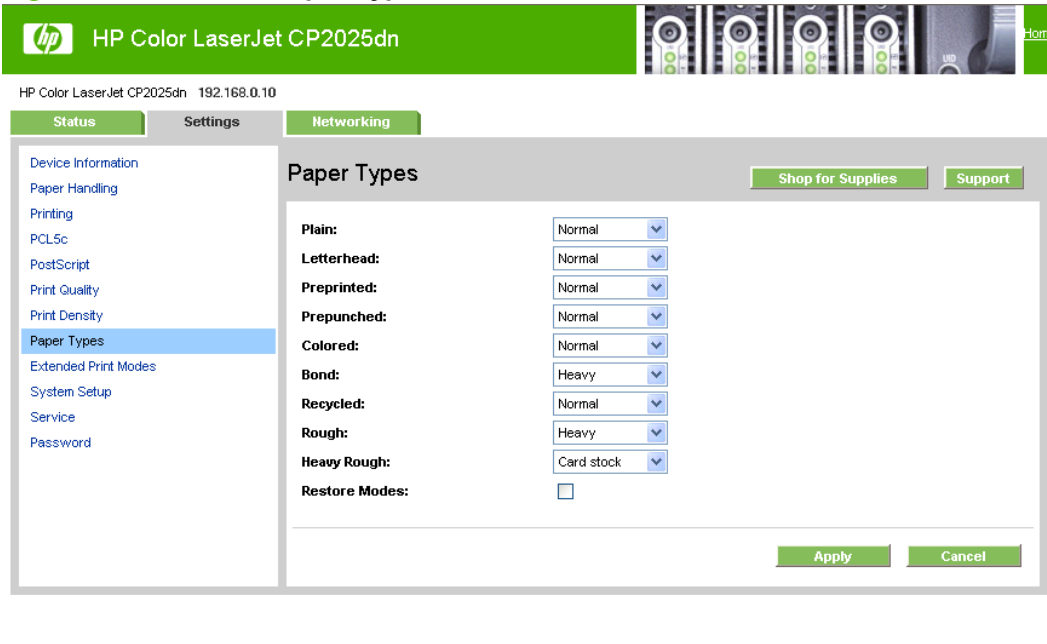 hp HP Color LaserJet CP2025dn
UID
HP Color LaserJet CP2025dn 192.168.0.10
Status Settings Networking
Device Information
Paper Handling
Printing
PCL5c
PostScript
Print Quality
Print Density
Paper Types
Extended Print Modes
System Setup
Service
Password
Paper Types
Shop for Supplies Support
Plain: Normal
Letterhead: Normal
Preprinted: Normal
Prepunched: Normal
Colored: Normal
Bond: Heavy
Recycled: Normal
Rough: Heavy
Heavy Rough: Card stock
Restore Modes:
Apply Cancel